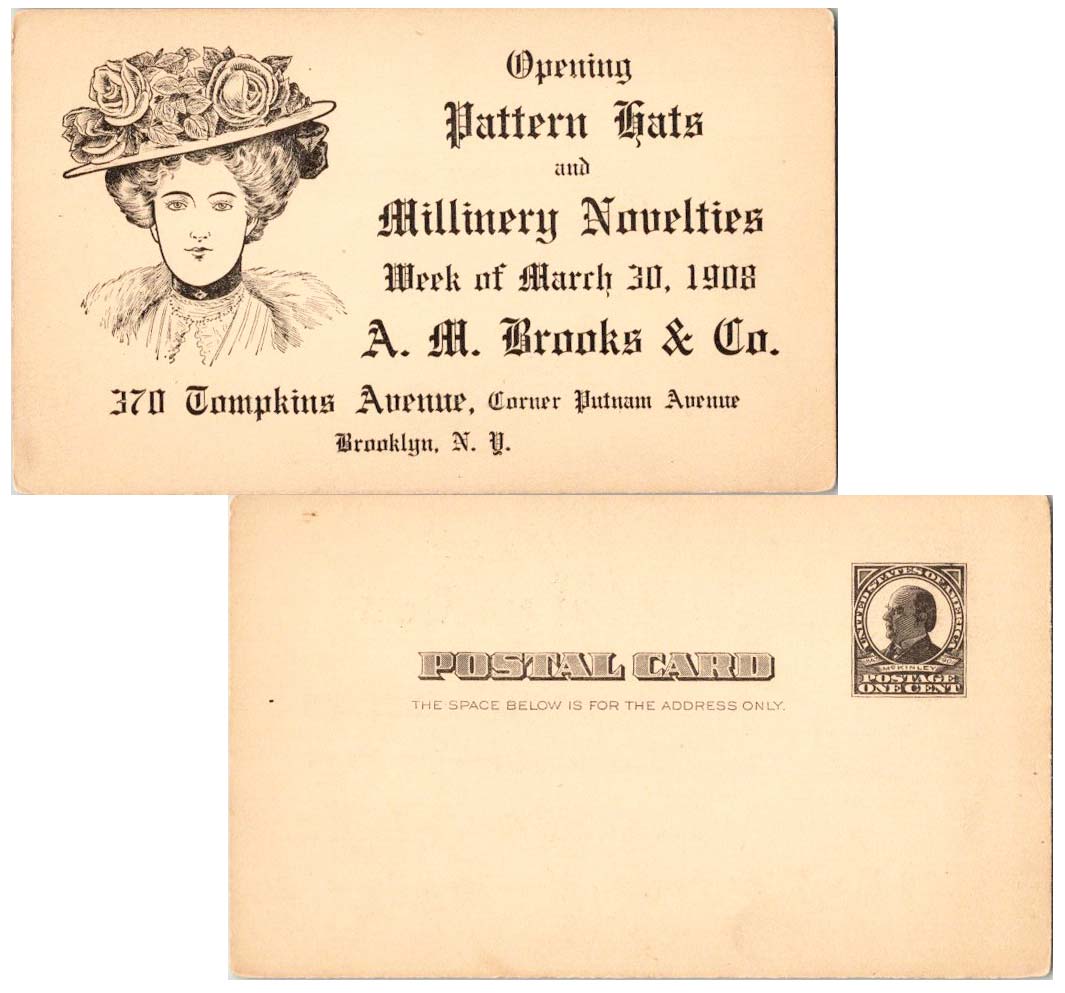 Opening
Pattern Hats
and
Millinery Novelties
Week of March 30, 1908
A. M. Brooks & Co.
370 Tompkins Avenue, Corner Putnam Avenue
Brooklyn, N. Y.
UNITED STATES OF AMERICA
McKINLEY
POSTAGE
ONE CENT
POSTAL CARD
THE SPACE BELOW IS FOR THE ADDRESS ONLY.